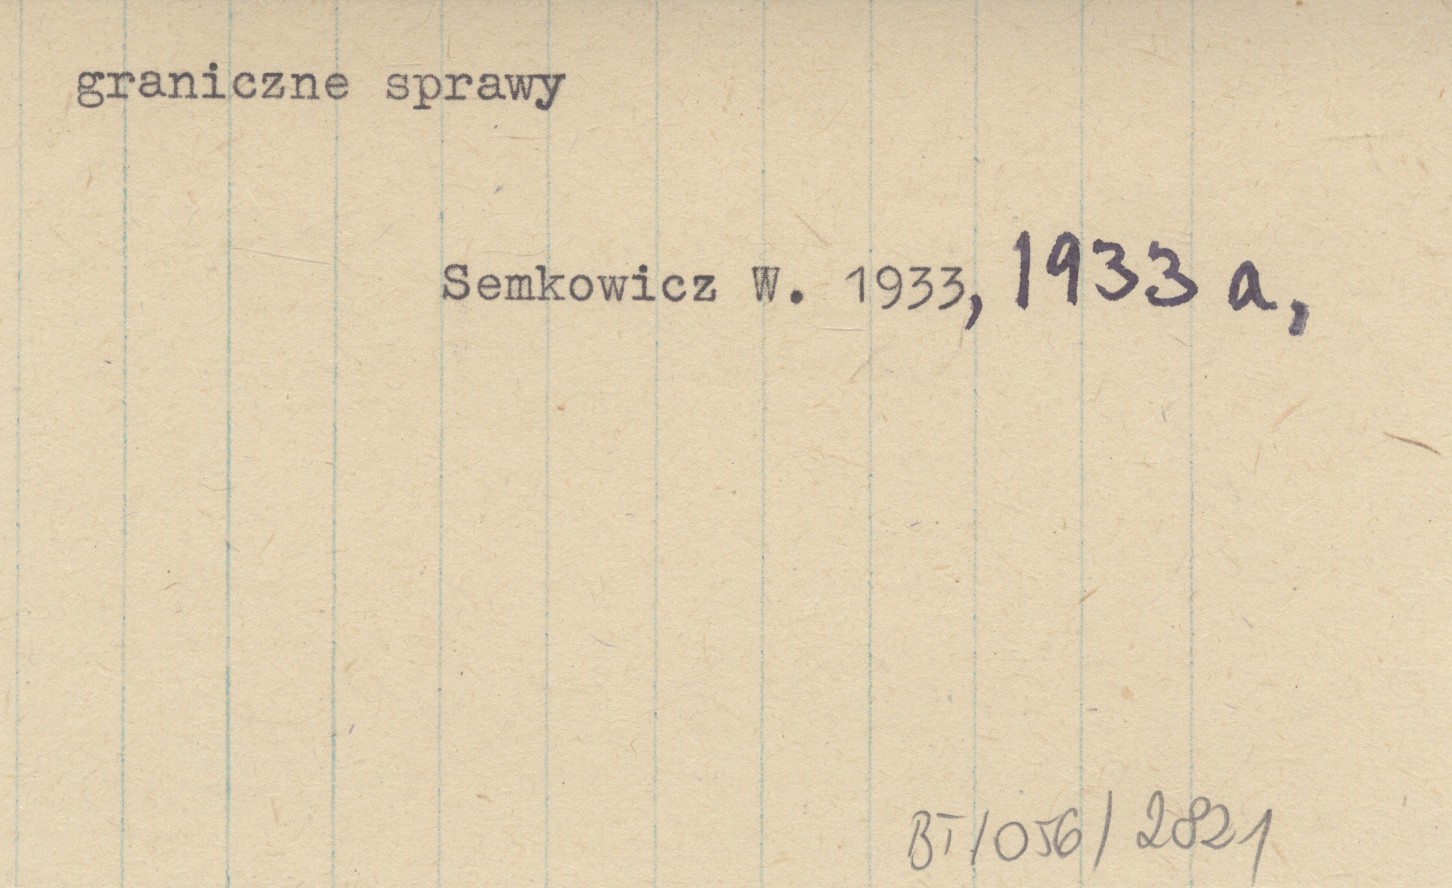 graniczne sprawy
Semkowicz W. 1933, 1933 a,
BT/056/2821